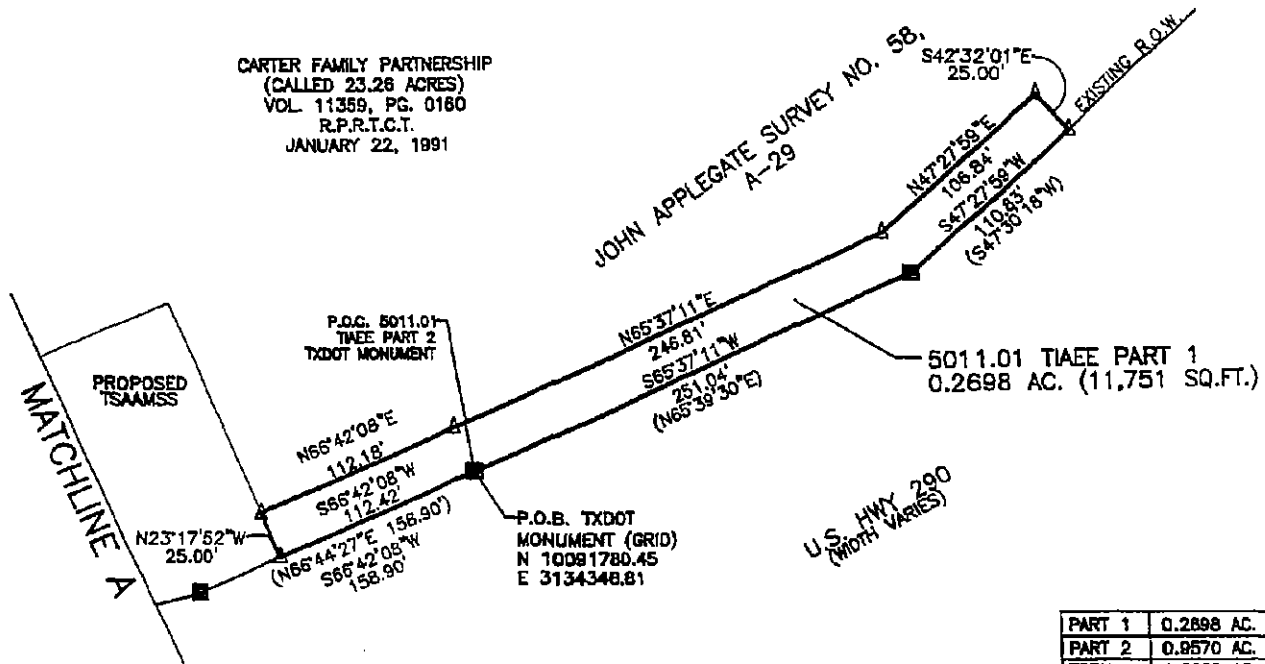 CARTER FAMILY PARTNERSHIP
(CALLED 23.26 ACRES)
VOL. 11359, PG. 0160
R.P.R.T.C.T.
JANUARY 22, 1991
JOHN APPLEGATE SURVEY NO. 58,
A-29
S42°32'01"E
25.00'
EXISTING R.O.W.
N47°27'59"E
106.84'
S47°27'59"W
110.83'
(S47°30'18"W)
P.O.C. 5011.01
TIAEE PART 2
TXDOT MONUMENT
N65°37'11"E
246.81'
S65°37'11"W
251.04'
(N65°39'30"E)
5011.01 TIAEE PART 1
0.2698 AC. (11,751 SQ.FT.)
PROPOSED
TSAAMSS
MATCHLINE A
N66°42'08"E
112.18'
S66°42'08"W
112.42'
N23°17'52"W
25.00'
(N66°44'27"E 158.90')
S66°42'08"W
158.90'
P.O.B. TXDOT
MONUMENT (GRID)
N 10091780.45
E 3134348.81
U.S. HWY 290
(WIDTH VARIES)
PART 1 0.2698 AC.
PART 2 0.9570 AC.